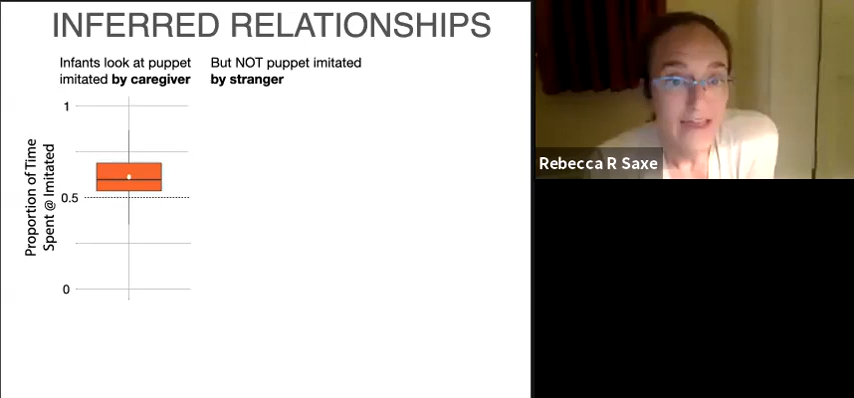 INFERRED RELATIONSHIPS
Infants look at puppet
imitated by caregiver
But NOT puppet imitated
by stranger
1
Proportion of Time
Spent @ Imitated
0.5
0
Rebecca R Saxe